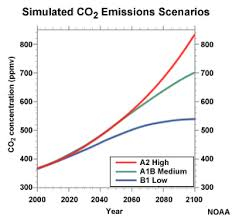 Simulated CO2 Emissions Scenarios
CO2 concentration (ppmv)
800 800
700 700
600 600
500 500
400 400
300 300
A2 High
A1B Medium
B1 Low
2000 2020 2040 2060 2080 2100
Year
NOAA